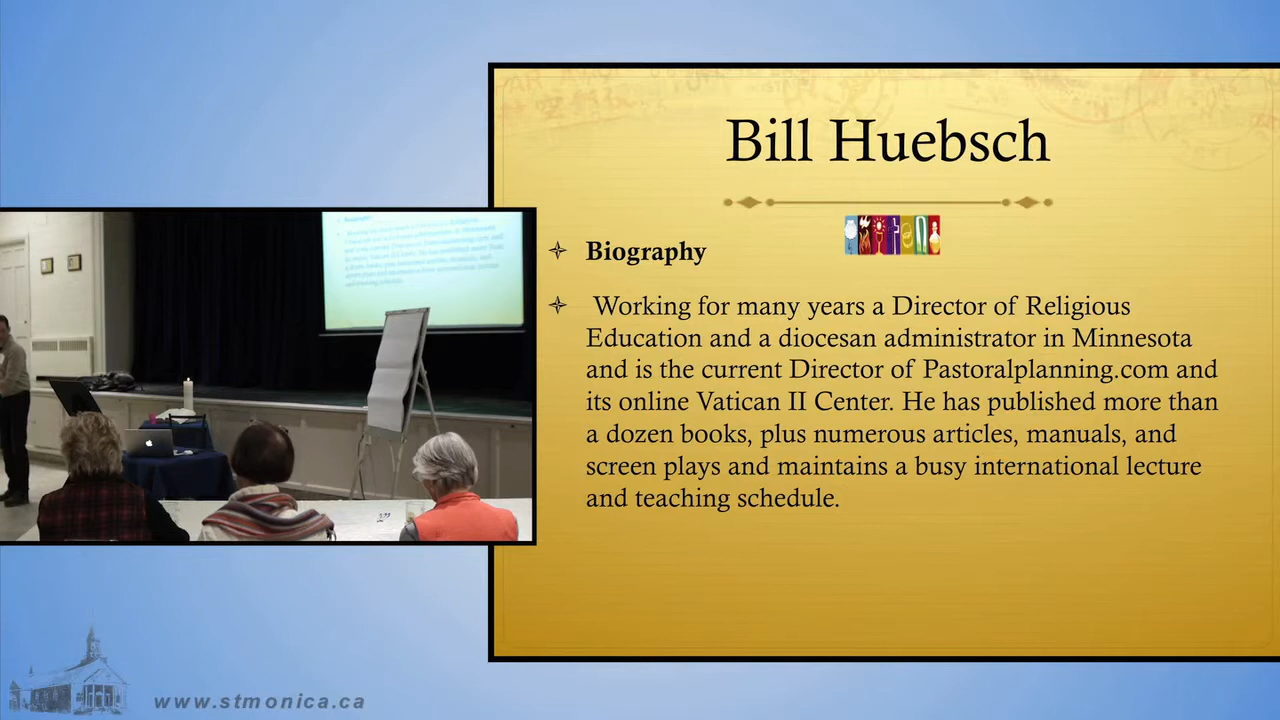 Bill Huebsch
Biography
Working for many years a Director of Religious
Education and a diocesan administrator in Minnesota
and is the current Director of Pastoralplanning.com and
its online Vatican II Center. He has published more than
a dozen books, plus numerous articles, manuals, and
screen plays and maintains a busy international lecture
and teaching schedule.
www.stmonica.ca